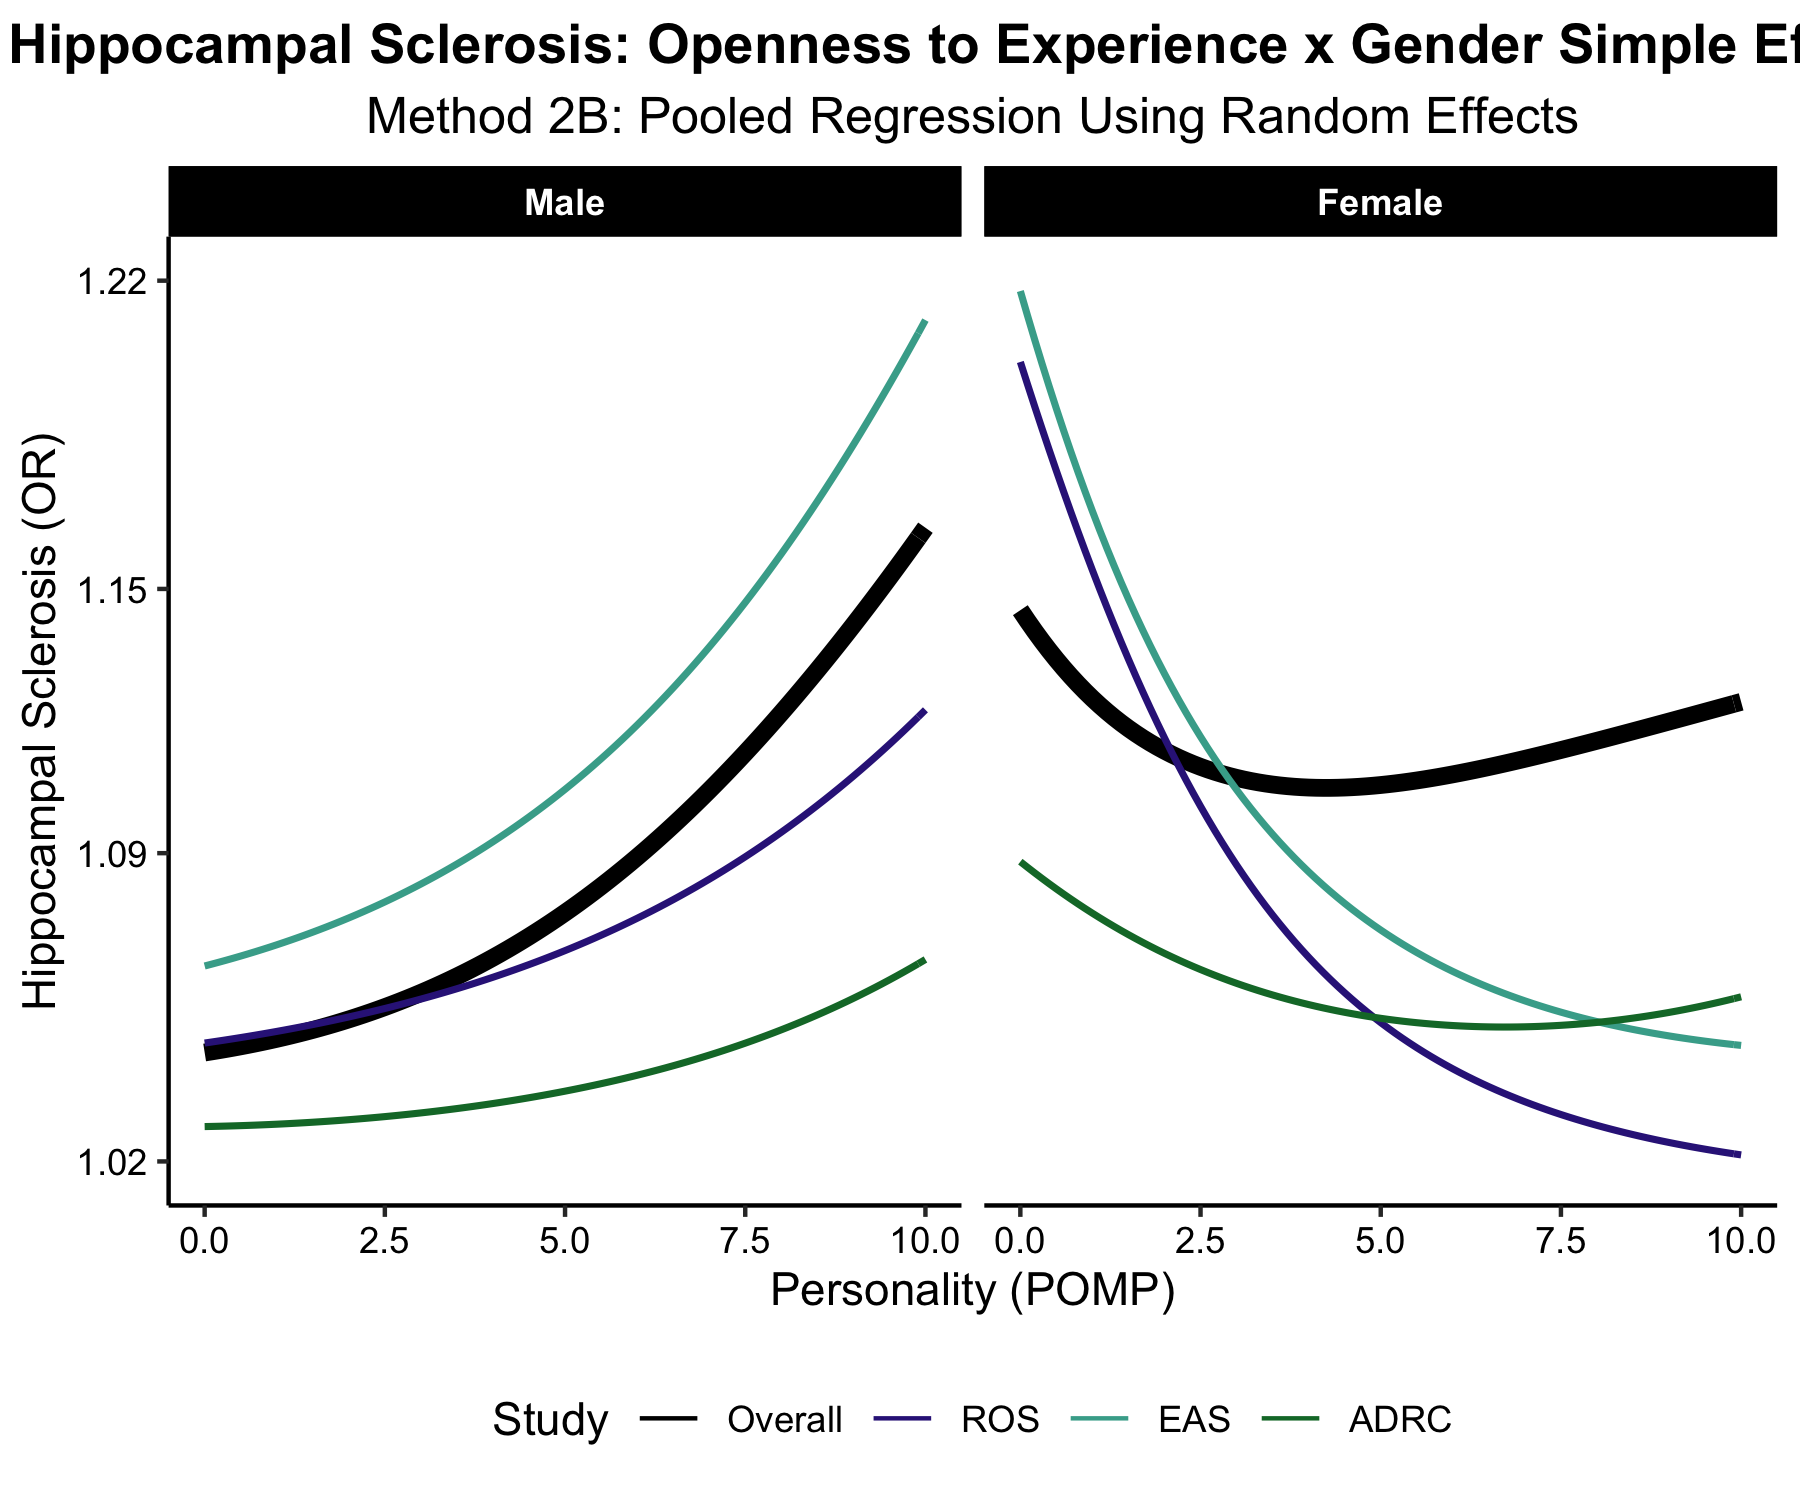 Hippocampal Sclerosis: Openness to Experience x Gender Simple Ef
Method 2B: Pooled Regression Using Random Effects
Male
Female
Hippocampal Sclerosis (OR)
1.22
1.15
1.09
1.02
0.0 2.5 5.0 7.5 10.0
0.0 2.5 5.0 7.5 10.0
Personality (POMP)
Study Overall ROS EAS ADRC